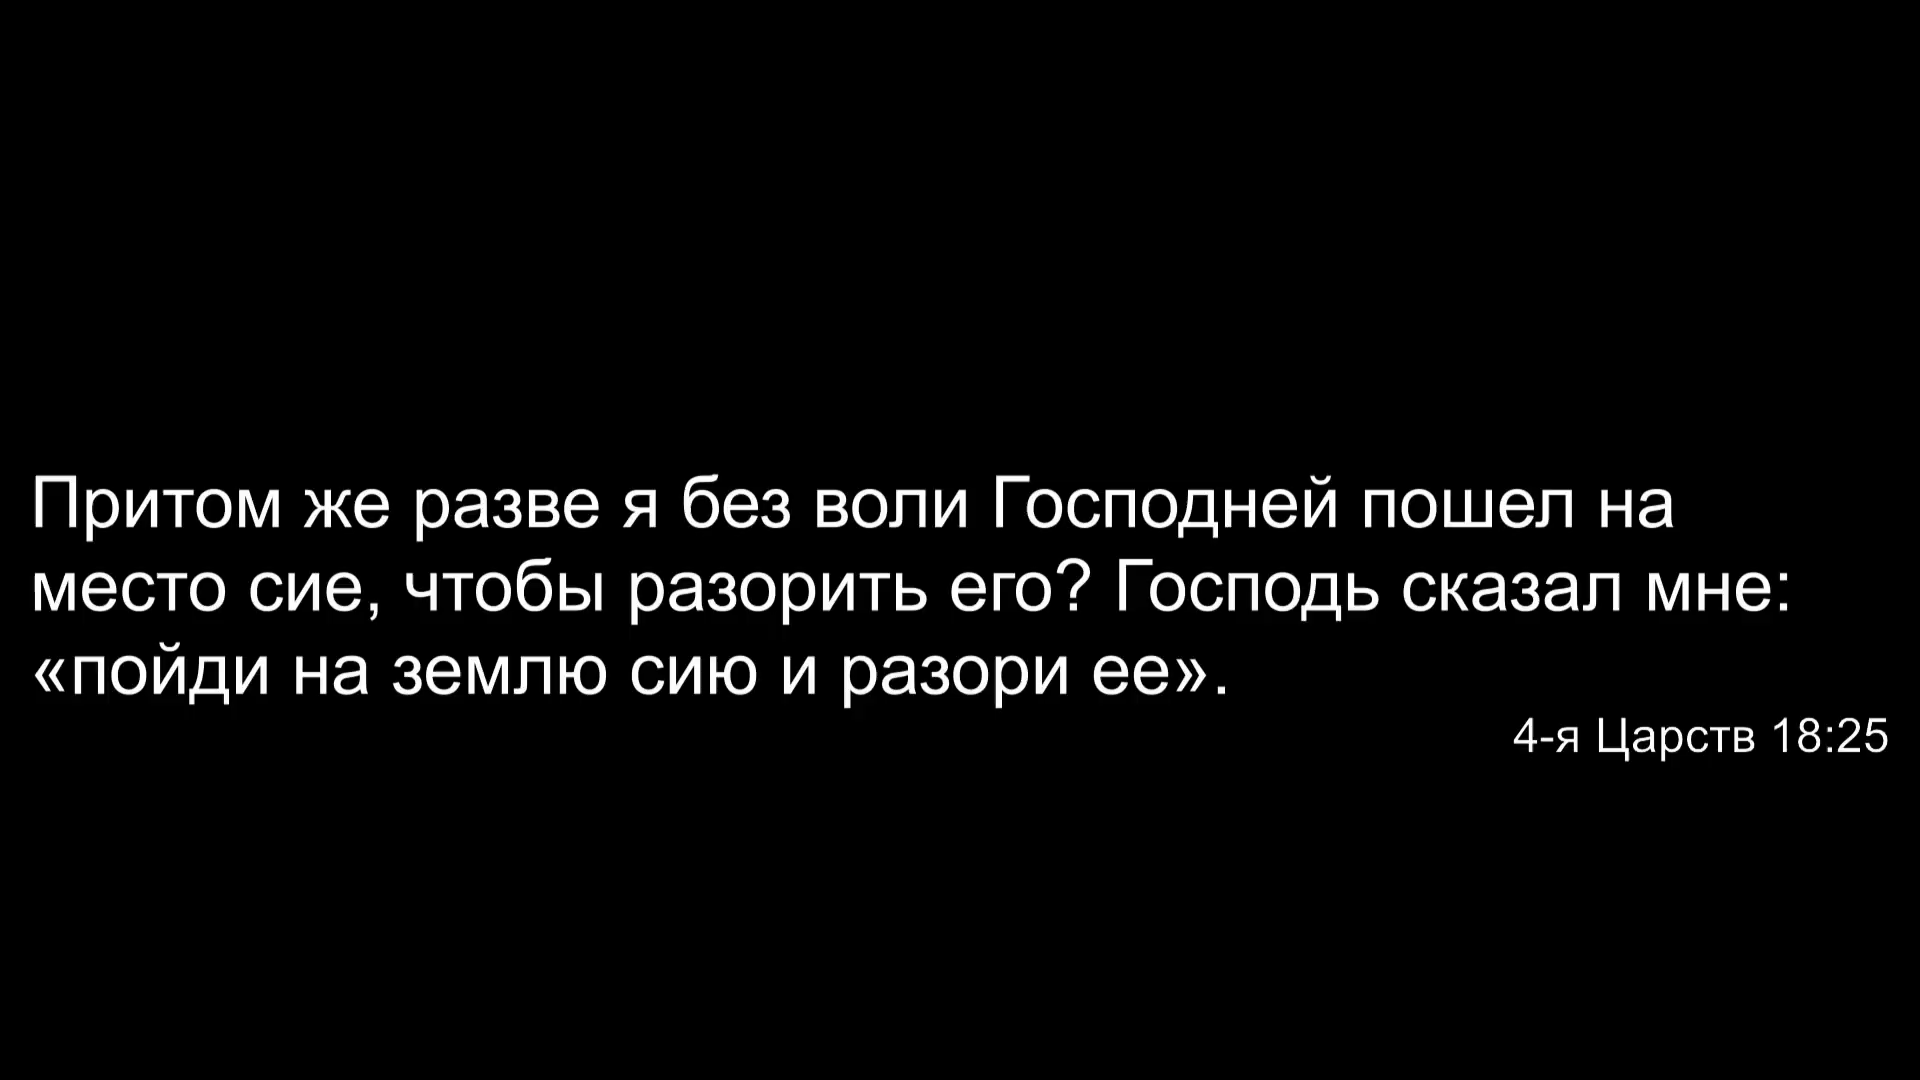 Притом же разве я без воли Господней пошел на
место сие, чтобы разорить его? Господь сказал мне:
«пойди на землю сию и разори ее».
4-я Царств 18:25